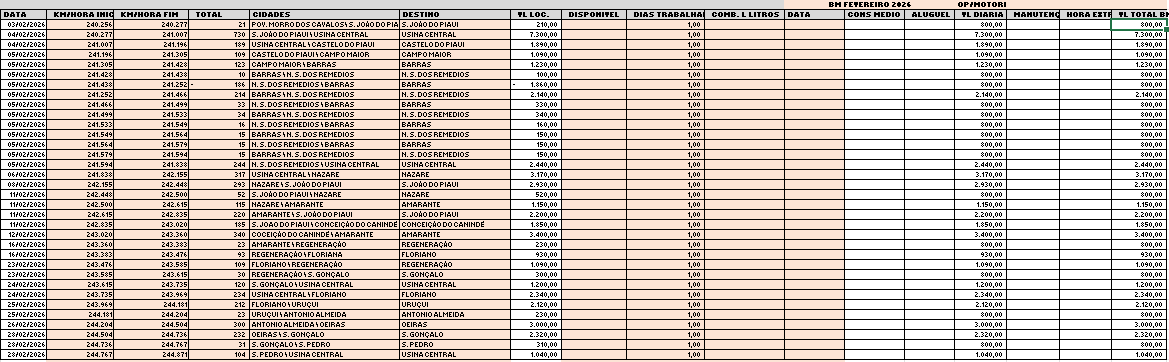 BM FEVEREIRO 2026 OP/MOTORI
DATA KM/HORA INIC KM/HORA FIM TOTAL CIDADES DESTINO VL LOC. DISPONIVEL DIAS TRABALHA COMB. L LITROS DATA CONS MEDIO ALUGUEL VL DIARIA MANUTENÇ HORA EXTR VL TOTAL BM
03/02/2026 240.256 240.277 21 POV. MORRO DOS CAVALOS \ S. JOÃO DO PIA S. JOÃO DO PIAUI 210,00 1,00 800,00 800,00
04/02/2026 240.277 241.007 730 S. JOÃO DO PIAUI \ USINA CENTRAL USINA CENTRAL 7.300,00 1,00 7.300,00 7.300,00
04/02/2026 241.007 241.196 189 USINA CENTRAL \ CASTELO DO PIAUI CASTELO DO PIAUI 1.890,00 1,00 1.890,00 1.890,00
04/02/2026 241.196 241.305 109 CASTELO DO PIAUI \ CAMPO MAIOR CAMPO MAIOR 1.090,00 1,00 1.090,00 1.090,00
05/02/2026 241.305 241.428 123 CAMPO MAIOR \ BARRAS BARRAS 1.230,00 1,00 1.230,00 1.230,00
05/02/2026 241.428 241.438 10 BARRAS \ N. S. DOS REMEDIOS N. S. DOS REMEDIOS 100,00 1,00 800,00 800,00
05/02/2026 241.438 241.252 - 186 N. S. DOS REMEDIOS \ BARRAS BARRAS - 1.860,00 1,00 800,00 800,00
05/02/2026 241.252 241.466 214 BARRAS \ N. S. DOS REMEDIOS N. S. DOS REMEDIOS 2.140,00 1,00 2.140,00 2.140,00
05/02/2026 241.466 241.499 33 N. S. DOS REMEDIOS \ BARRAS BARRAS 330,00 1,00 800,00 800,00
05/02/2026 241.499 241.533 34 BARRAS \ N. S. DOS REMEDIOS N. S. DOS REMEDIOS 340,00 1,00 800,00 800,00
05/02/2026 241.533 241.549 16 N. S. DOS REMEDIOS \ BARRAS BARRAS 160,00 1,00 800,00 800,00
05/02/2026 241.549 241.564 15 BARRAS \ N. S. DOS REMEDIOS N. S. DOS REMEDIOS 150,00 1,00 800,00 800,00
05/02/2026 241.564 241.579 15 N. S. DOS REMEDIOS \ BARRAS BARRAS 150,00 1,00 800,00 800,00
05/02/2026 241.579 241.594 15 BARRAS \ N. S. DOS REMEDIOS N. S. DOS REMEDIOS 150,00 1,00 800,00 800,00
05/02/2026 241.594 241.838 244 N. S. DOS REMEDIOS \ USINA CENTRAL USINA CENTRAL 2.440,00 1,00 2.440,00 2.440,00
06/02/2026 241.838 242.155 317 USINA CENTRAL \ NAZARE NAZARE 3.170,00 1,00 3.170,00 3.170,00
08/02/2026 242.155 242.448 293 NAZARE \ S. JOÃO DO PIAUI S. JOÃO DO PIAUI 2.930,00 1,00 2.930,00 2.930,00
11/02/2026 242.448 242.500 52 S. JOÃO DO PIAUI \ NAZARE NAZARE 520,00 1,00 800,00 800,00
11/02/2026 242.500 242.615 115 NAZARE \ AMARANTE AMARANTE 1.150,00 1,00 1.150,00 1.150,00
11/02/2026 242.615 242.835 220 AMARANTE \ S. JOÃO DO PIAUI S. JOÃO DO PIAUI 2.200,00 1,00 2.200,00 2.200,00
11/02/2026 242.835 243.020 185 S. JOÃO DO PIAUI \ CONCEIÇÃO DO CANINDÉ CONCEIÇÃO DO CANINDÉ 1.850,00 1,00 1.850,00 1.850,00
12/02/2026 243.020 243.360 340 COCEIÇÃO DO CANINDÉ \ AMARANTE AMARANTE 3.400,00 1,00 3.400,00 3.400,00
16/02/2026 243.360 243.383 23 AMARANTE \ REGENERAÇÃO REGENERAÇÃO 230,00 1,00 800,00 800,00
16/02/2026 243.383 243.476 93 REGENERAÇÃO \ FLORIANA FLORIANO 930,00 1,00 930,00 930,00
17/02/2026 243.476 243.585 109 FLORIANO \ REGENERAÇÃO REGENERAÇÃO 1.090,00 1,00 1.090,00 1.090,00
23/02/2026 243.585 243.615 30 REGENERAÇÃO \ S. GONÇALO S. GONÇALO 300,00 1,00 800,00 800,00
24/02/2026 243.615 243.735 120 S. GONÇALO \ USINA CENTRAL USINA CENTRAL 1.200,00 1,00 1.200,00 1.200,00
24/02/2026 243.735 243.969 234 USINA CENTRAL \ FLORIANO FLORIANO 2.340,00 1,00 2.340,00 2.340,00
25/02/2026 243.969 244.181 212 FLORIANO \ URUÇUI URUÇUI 2.120,00 1,00 2.120,00 2.120,00
25/02/2026 244.181 244.204 23 URUÇUI \ ANTONIO ALMEIDA ANTONIO ALMEIDA 230,00 1,00 800,00 800,00
26/02/2026 244.204 244.504 300 ANTONIO ALMEIDA \ OEIRAS OEIRAS 3.000,00 1,00 3.000,00 3.000,00
28/02/2026 244.504 244.736 232 OEIRAS \ S. GONÇALO S. GONÇALO 2.320,00 1,00 2.320,00 2.320,00
28/02/2026 244.736 244.767 31 S. GONÇALO \ S. PEDRO S. PEDRO 310,00 1,00 800,00 800,00
28/02/2026 244.767 244.871 104 S. PEDRO \ USINA CENTRAL USINA CENTRAL 1.040,00 1,00 1.040,00 1.040,00